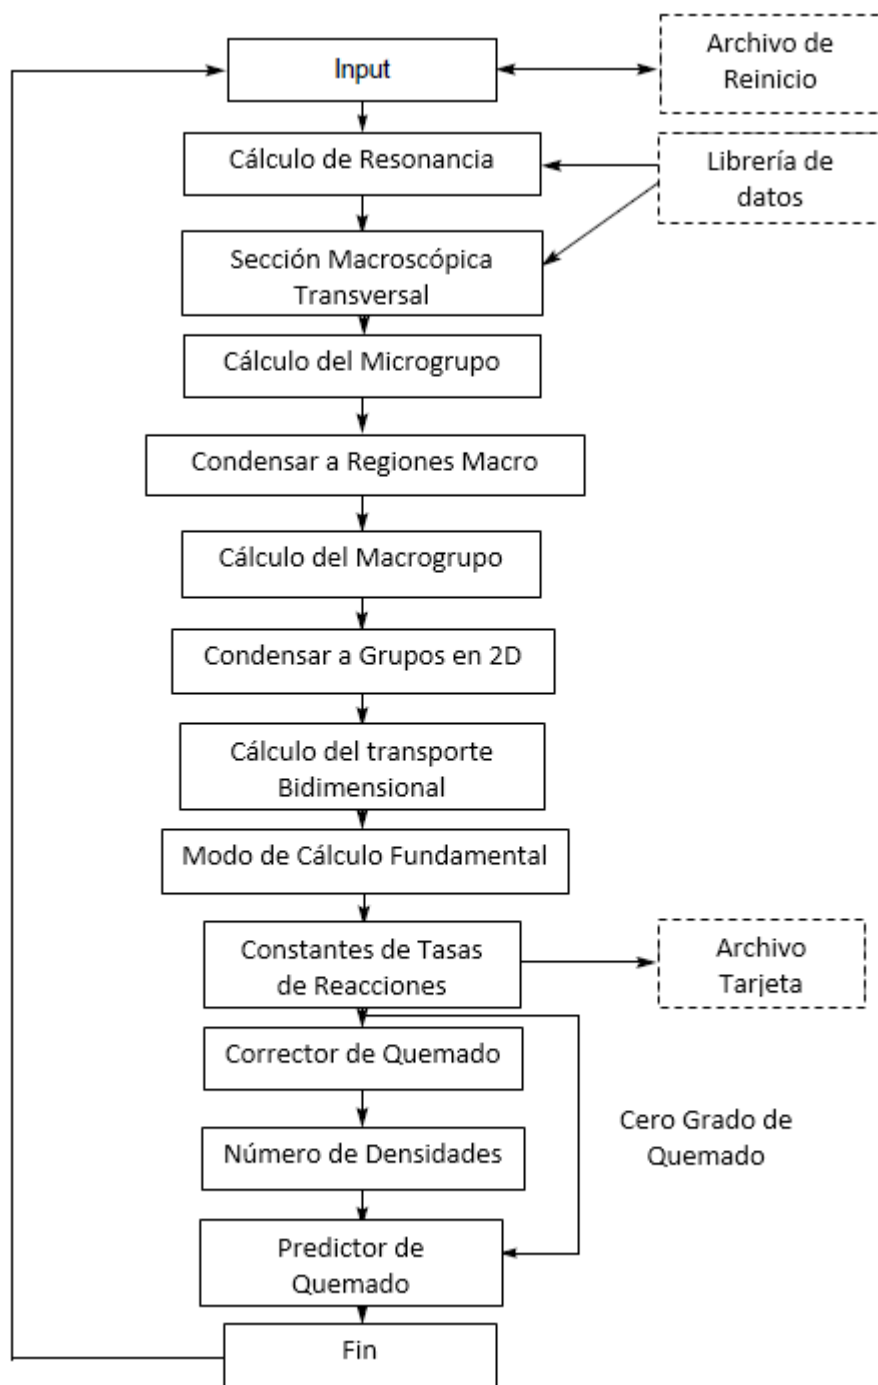 Input
Archivo de
Reinicio
Cálculo de Resonancia
Librería de
datos
Sección Macroscópica
Transversal
Cálculo del Microgrupo
Condensar a Regiones Macro
Cálculo del Macrogrupo
Condensar a Grupos en 2D
Cálculo del transporte
Bidimensional
Modo de Cálculo Fundamental
Constantes de Tasas
de Reacciones
Archivo
Tarjeta
Corrector de Quemado
Cero Grado de
Quemado
Número de Densidades
Predictor de
Quemado
Fin